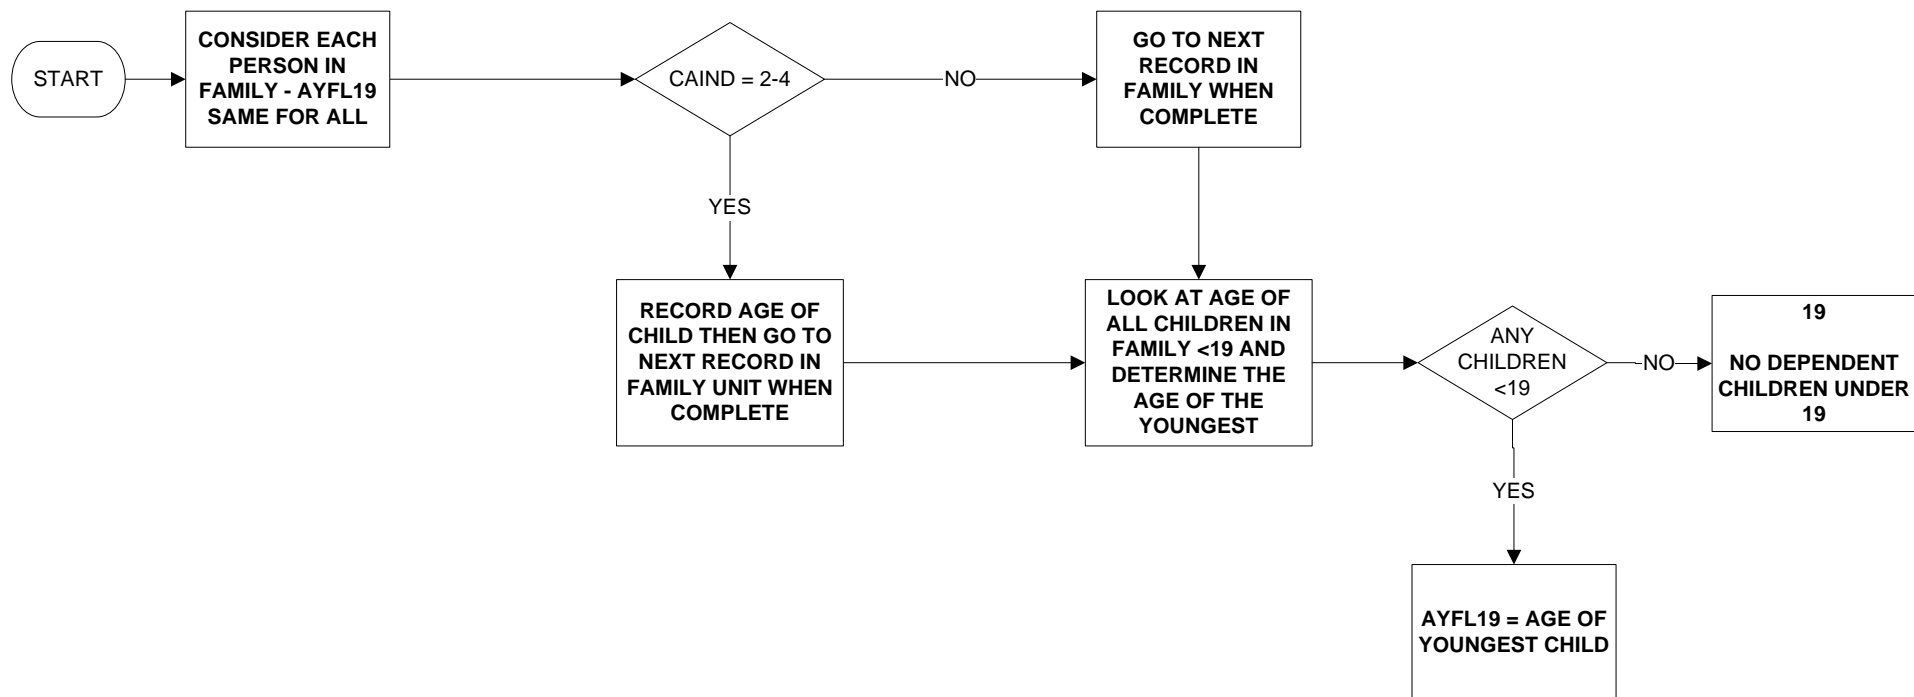 START
CONSIDER EACH
PERSON IN
FAMILY - AYFL19
SAME FOR ALL
CAIND = 2-4
NO
GO TO NEXT
RECORD IN
FAMILY WHEN
COMPLETE
YES
RECORD AGE OF
CHILD THEN GO TO
NEXT RECORD IN
FAMILY UNIT WHEN
COMPLETE
LOOK AT AGE OF
ALL CHILDREN IN
FAMILY <19 AND
DETERMINE THE
AGE OF THE
YOUNGEST
ANY
CHILDREN
<19
NO
19
NO DEPENDENT
CHILDREN UNDER
19
YES
AYFL19 = AGE OF
YOUNGEST CHILD